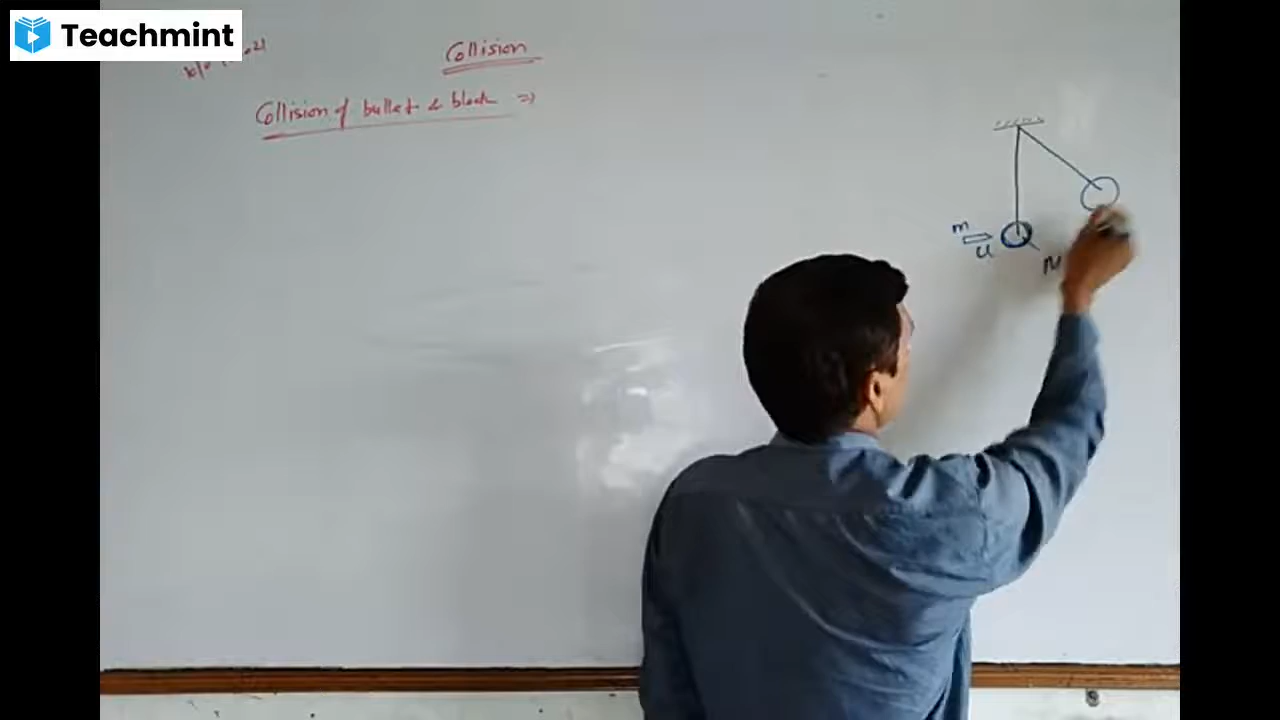 Teachmint
Collision
Collision of bullet & block =>
m
u
M